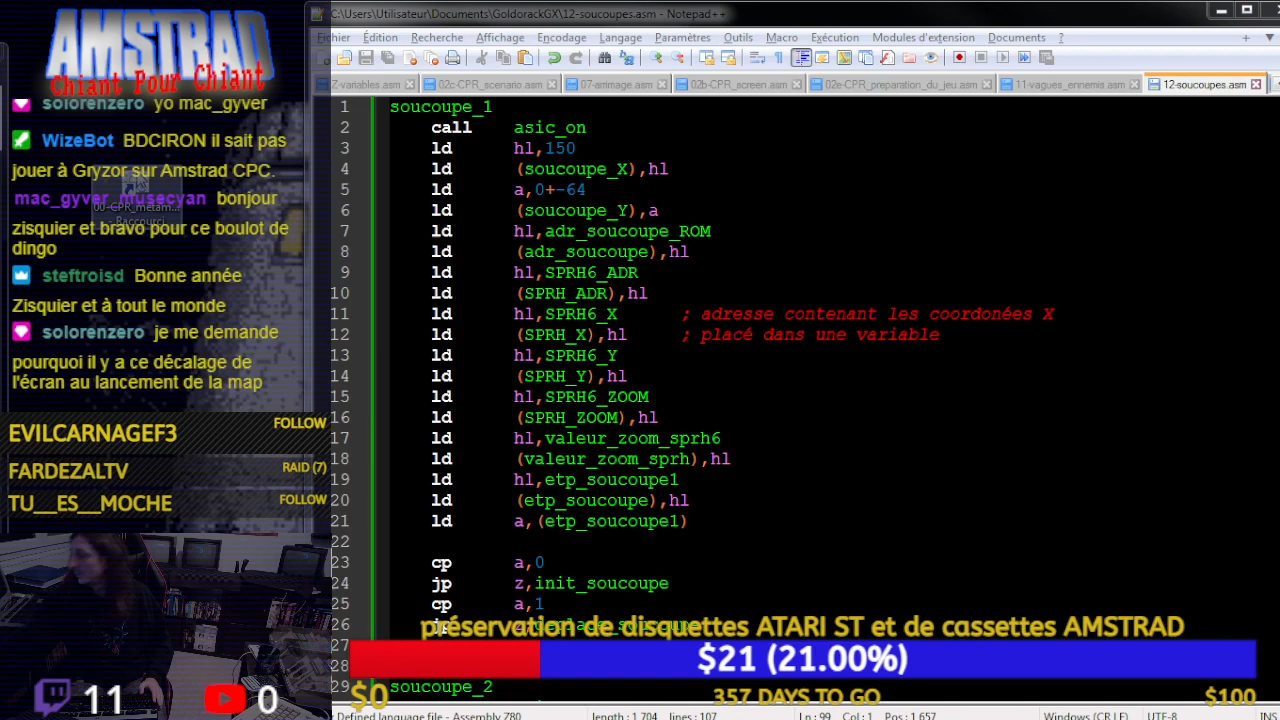 AMSTRAD
Chiant Pour Chiant
solorenzero yo mac_gyver
WizeBot BDCIRON il sait pas
jouer à Gryzor sur Amstrad CPC.
mac_gyver_musecyan bonjour
zisquier et bravo pour ce boulot de
dingo
steftroisd Bonne année
Zisquier et à tout le monde
solorenzero je me demande
pourquoi il y a ce décalage de
l'écran au lancement de la map
EVILCARNAGEF3 FOLLOW
FARDEZALTV RAID (7)
TU__ES__MOCHE FOLLOW
11 0
C:\Users\Utilisateur\Documents\GoldorackGX\12-soucoupes.asm - Notepad++
Fichier Édition Recherche Affichage Encodage Langage Paramètres Outils Macro Exécution Modules d'extension Documents ?
Z-variables.asm 02c-CPR_scenario.asm 07-amimage.asm 02b-CPR_screen.asm 02e-CPR_preparation_du_jeu.asm 11-vagues_ennemis.asm 12-soucoupes.asm
1 soucoupe_1
2 call asic_on
3 ld hl,150
4 ld (soucoupe_X),hl
5 ld a,0+-64
6 ld (soucoupe_Y),a
7 ld hl,adr_soucoupe_ROM
8 ld (adr_soucoupe),hl
9 ld hl,SPRH6_ADR
10 ld (SPRH_ADR),hl
11 ld hl,SPRH6_X ; adresse contenant les coordonées X
12 ld (SPRH_X),hl ; placé dans une variable
13 ld hl,SPRH6_Y
14 ld (SPRH_Y),hl
15 ld hl,SPRH6_ZOOM
16 ld (SPRH_ZOOM),hl
17 ld hl,valeur_zoom_sprh6
18 ld (valeur_zoom_sprh),hl
19 ld hl,etp_soucoupe1
20 ld (etp_soucoupe),hl
21 ld a,(etp_soucoupe1)
22
23 cp a,0
24 jp z,init_soucoupe
25 cp a,1
26
préservation de disquettes ATARI ST et de cassettes AMSTRAD
27
28
$21 (21.00%)
29 soucoupe_2
$0 357 DAYS TO GO $100
Defined language file - Assembly Z80 length : 1 704 lines : 107 Ln : 99 Col : 1 Pos : 1 657 Windows (CR LF) UTF-8 INS